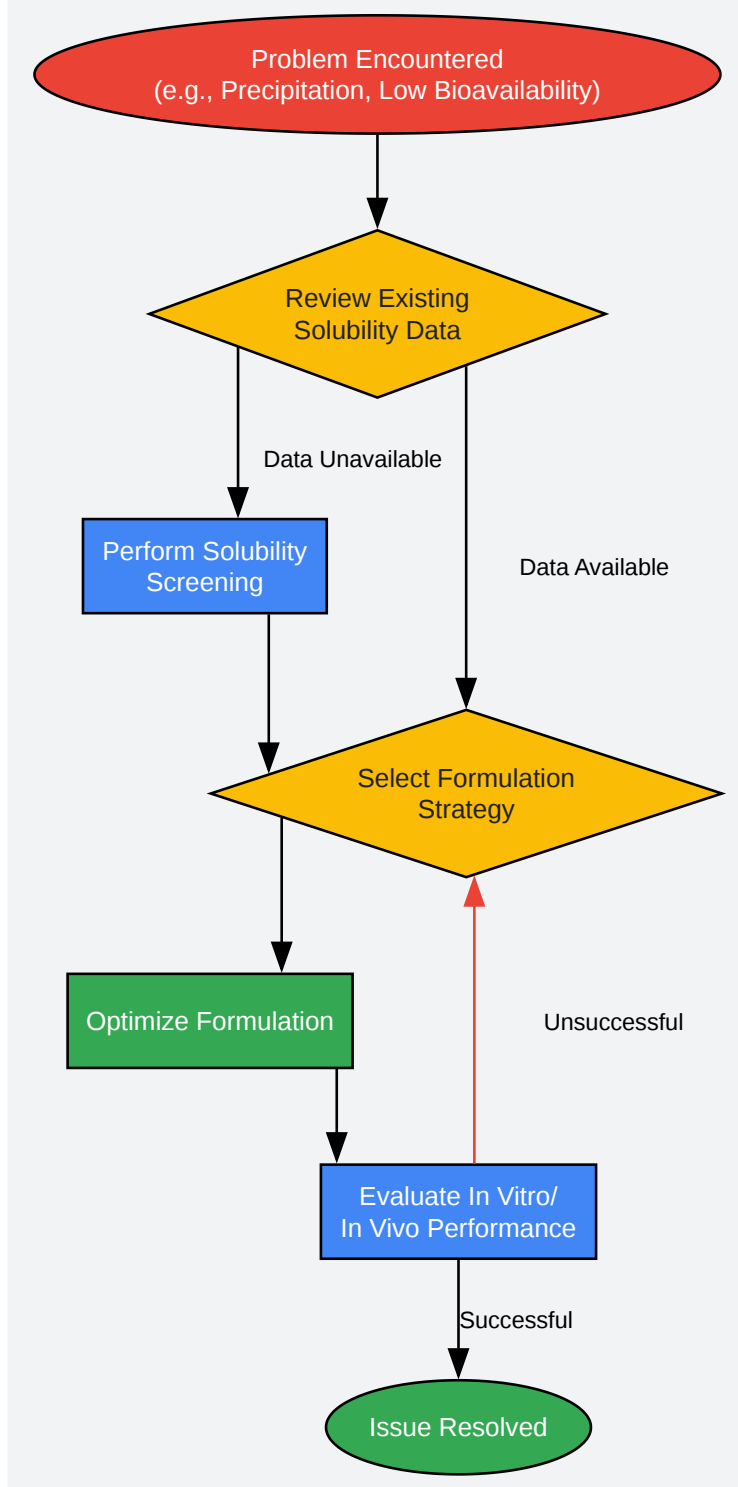 Problem Encountered
(e.g., Precipitation, Low Bioavailability)
Review Existing
Solubility Data
Data Unavailable
Perform Solubility
Screening
Data Available
Select Formulation
Strategy
Optimize Formulation
Unsuccessful
Evaluate In Vitro/
In Vivo Performance
Successful
Issue Resolved